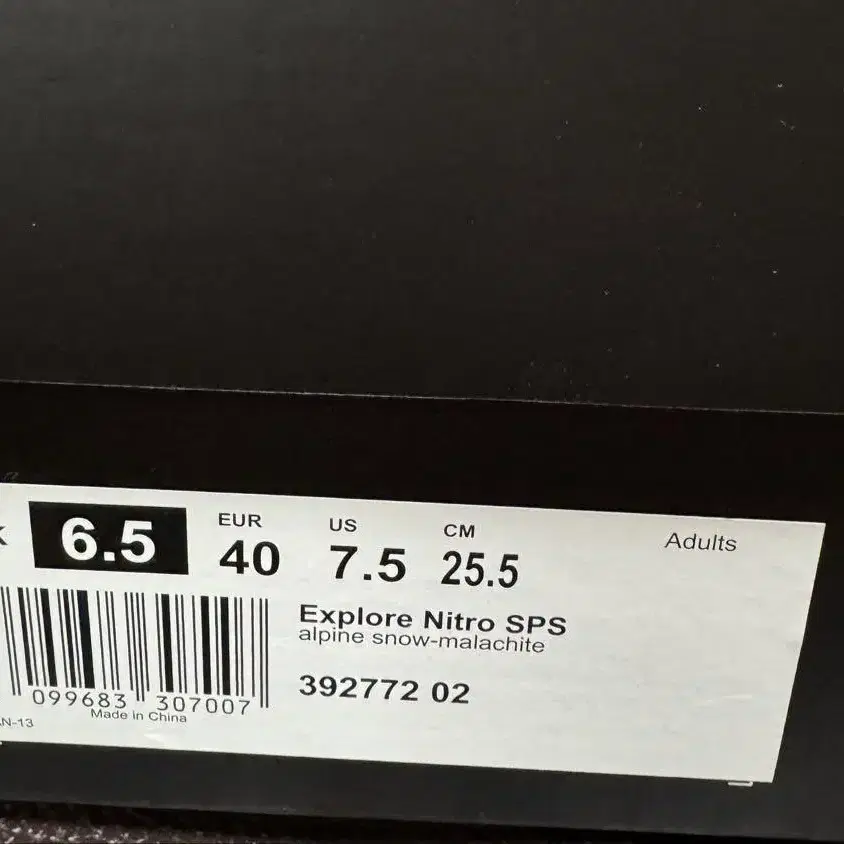 6.5
EUR
40
US
7.5
CM
25.5
Adults
Explore Nitro SPS
alpine snow-malachite
392772 02
099683 307007
Made in China
N-13